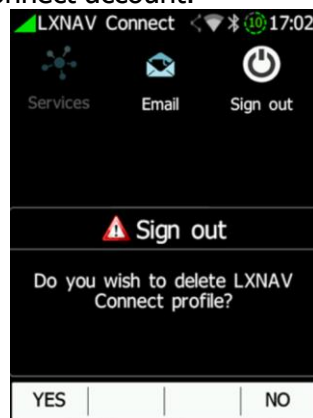 LXNAV Connect 10 17:02
Services Email Sign out
Sign out
Do you wish to delete LXNAV
Connect profile?
YES NO